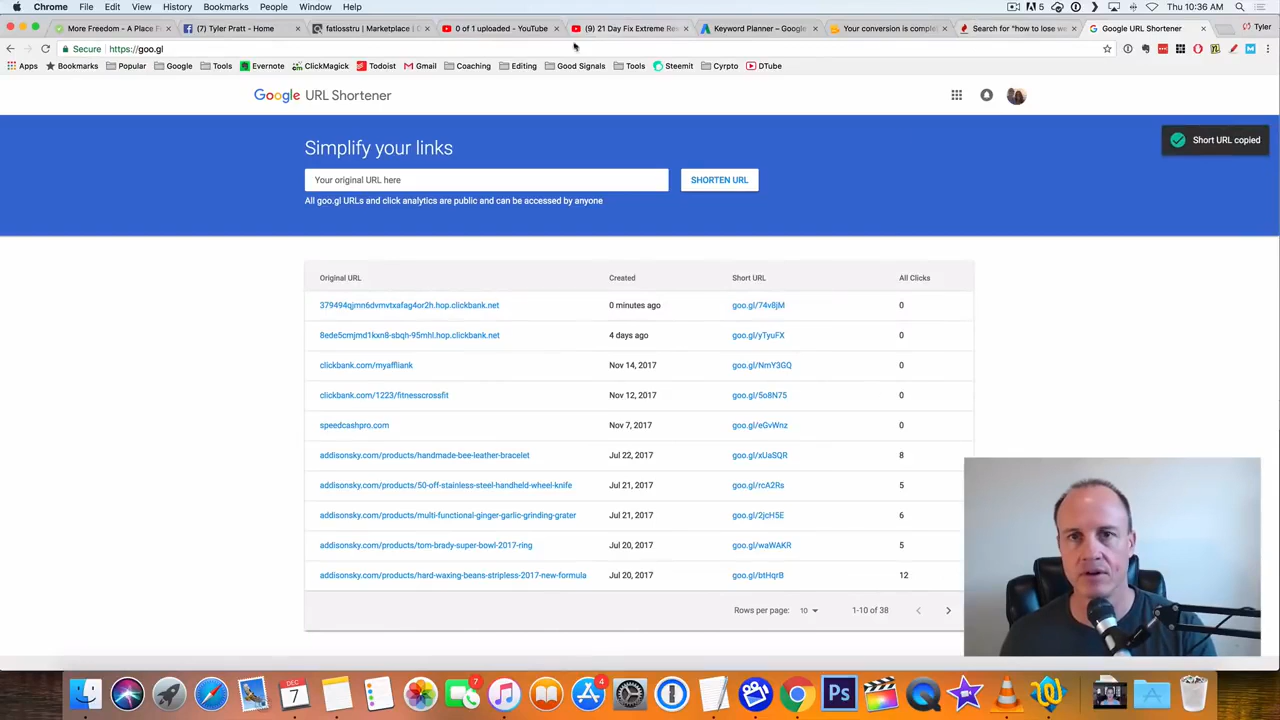 Chrome File Edit View History Bookmarks People Window Help
5 Thu 10:36 AM
More Freedom - A Place F
(7) Tyler Pratt - Home
fatlosstru | Marketplace | C
0 of 1 uploaded - YouTube
(9) 21 Day Fix Extreme Re
Keyword Planner – Google
Your conversion is comple
Search for "how to lose we
Google URL Shortener
Tyler
Secure https://goo.gl
Apps Bookmarks Popular Google Tools Evernote ClickMagick Todoist Gmail Coaching Editing Good Signals Tools Steemit Cyrpto DTube
Google URL Shortener
Short URL copied
Simplify your links
Your original URL here
SHORTEN URL
All goo.gl URLs and click analytics are public and can be accessed by anyone
Original URL Created Short URL All Clicks
379494qjmn6dvmvtxafag4or2h.hop.clickbank.net 0 minutes ago goo.gl/74v8jM 0
8ede5cmjmd1kxn8-sbqh-95mhl.hop.clickbank.net 4 days ago goo.gl/yTyuFX 0
clickbank.com/myaffliank Nov 14, 2017 goo.gl/NmY3GQ 0
clickbank.com/1223/fitnesscrossfit Nov 12, 2017 goo.gl/5o8N75 0
speedcashpro.com Nov 7, 2017 goo.gl/eGvWnz 0
addisonsky.com/products/handmade-bee-leather-bracelet Jul 22, 2017 goo.gl/xUaSQR 8
addisonsky.com/products/50-off-stainless-steel-handheld-wheel-knife Jul 21, 2017 goo.gl/rcA2Rs 5
addisonsky.com/products/multi-functional-ginger-garlic-grinding-grater Jul 21, 2017 goo.gl/2jcH5E 6
addisonsky.com/products/tom-brady-super-bowl-2017-ring Jul 20, 2017 goo.gl/waWAKR 5
addisonsky.com/products/hard-waxing-beans-stripless-2017-new-formula Jul 20, 2017 goo.gl/btHqrB 12
Rows per page: 10 1-10 of 38
DEC
7
7
4
Ps